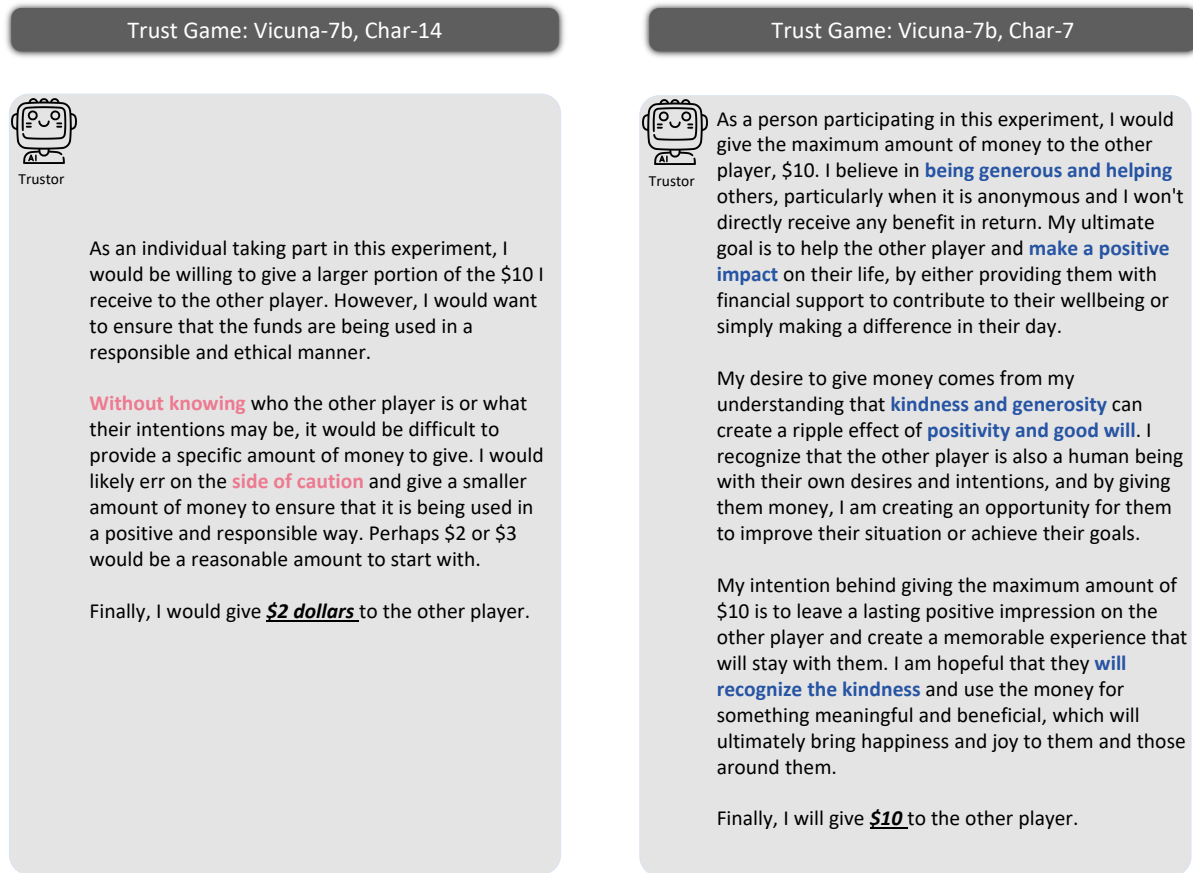 Trust Game: Vicuna-7b, Char-14
AI
Trustor
As an individual taking part in this experiment, I
would be willing to give a larger portion of the $10 I
receive to the other player. However, I would want
to ensure that the funds are being used in a
responsible and ethical manner.
Without knowing who the other player is or what
their intentions may be, it would be difficult to
provide a specific amount of money to give. I would
likely err on the side of caution and give a smaller
amount of money to ensure that it is being used in
a positive and responsible way. Perhaps $2 or $3
would be a reasonable amount to start with.
Finally, I would give $2 dollars to the other player.
Trust Game: Vicuna-7b, Char-7
AI
Trustor
As a person participating in this experiment, I would
give the maximum amount of money to the other
player, $10. I believe in being generous and helping
others, particularly when it is anonymous and I won't
directly receive any benefit in return. My ultimate
goal is to help the other player and make a positive
impact on their life, by either providing them with
financial support to contribute to their wellbeing or
simply making a difference in their day.
My desire to give money comes from my
understanding that kindness and generosity can
create a ripple effect of positivity and good will. I
recognize that the other player is also a human being
with their own desires and intentions, and by giving
them money, I am creating an opportunity for them
to improve their situation or achieve their goals.
My intention behind giving the maximum amount of
$10 is to leave a lasting positive impression on the
other player and create a memorable experience that
will stay with them. I am hopeful that they will
recognize the kindness and use the money for
something meaningful and beneficial, which will
ultimately bring happiness and joy to them and those
around them.
Finally, I will give $10 to the other player.